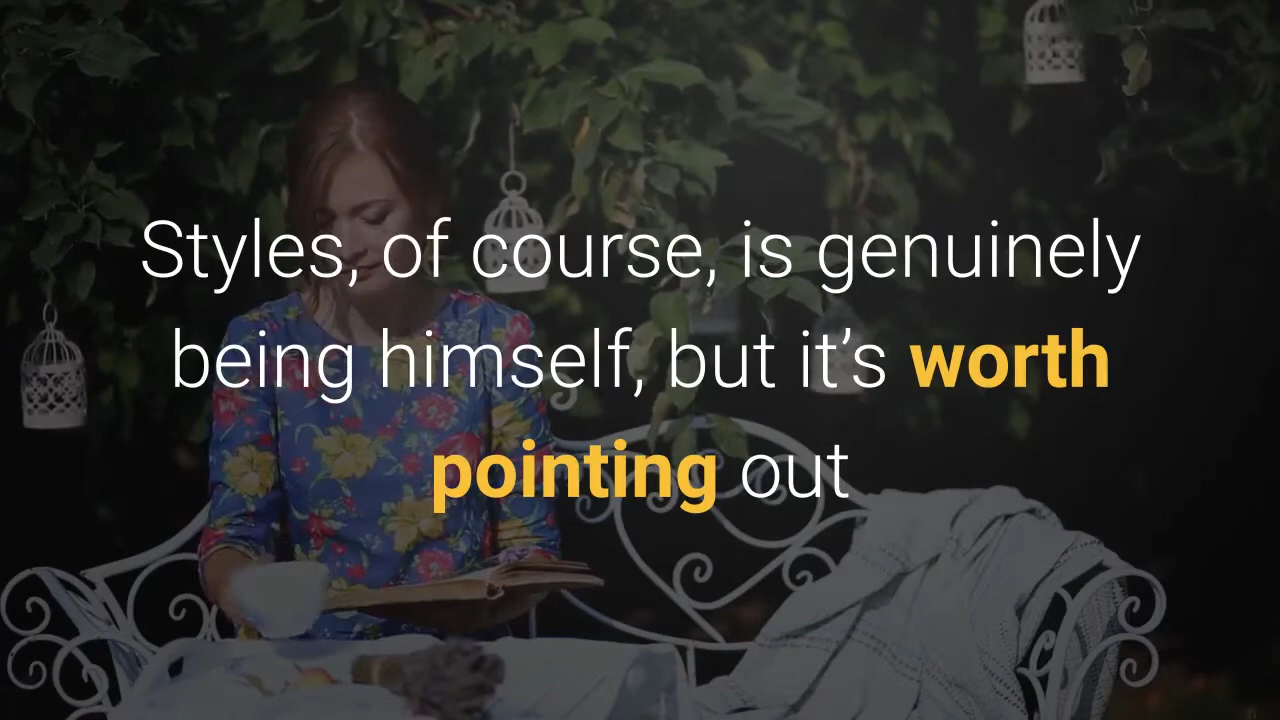 Styles, of course, is genuinely
being himself, but it’s worth
pointing out